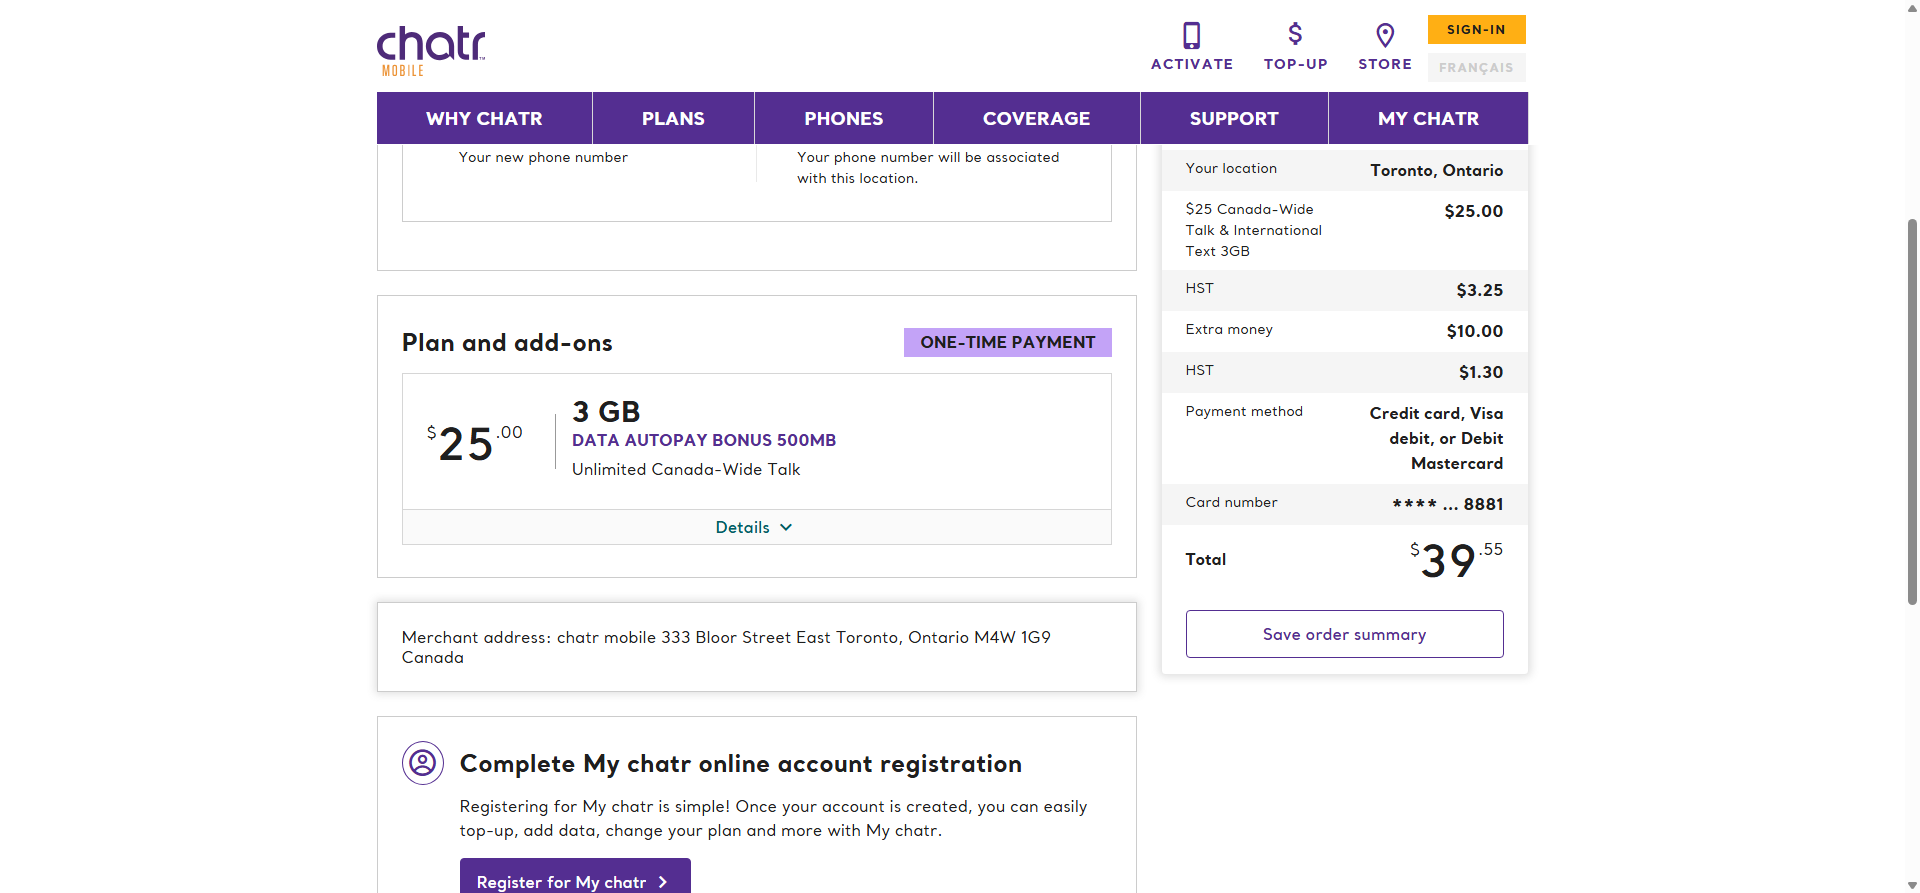 chatr
MOBILE
ACTIVATE
TOP-UP
STORE
SIGN-IN
FRANÇAIS
WHY CHATR
PLANS
PHONES
COVERAGE
SUPPORT
MY CHATR
Your new phone number
Your phone number will be associated
with this location.
Plan and add-ons
ONE-TIME PAYMENT
$25.00
3 GB
DATA AUTOPAY BONUS 500MB
Unlimited Canada-Wide Talk
Details
Merchant address: chatr mobile 333 Bloor Street East Toronto, Ontario M4W 1G9
Canada
Complete My chatr online account registration
Registering for My chatr is simple! Once your account is created, you can easily
top-up, add data, change your plan and more with My chatr.
Register for My chatr
Your location Toronto, Ontario
$25 Canada-Wide $25.00
Talk & International
Text 3GB
HST $3.25
Extra money $10.00
HST $1.30
Payment method Credit card, Visa
debit, or Debit
Mastercard
Card number **** ... 8881
Total $39.55
Save order summary